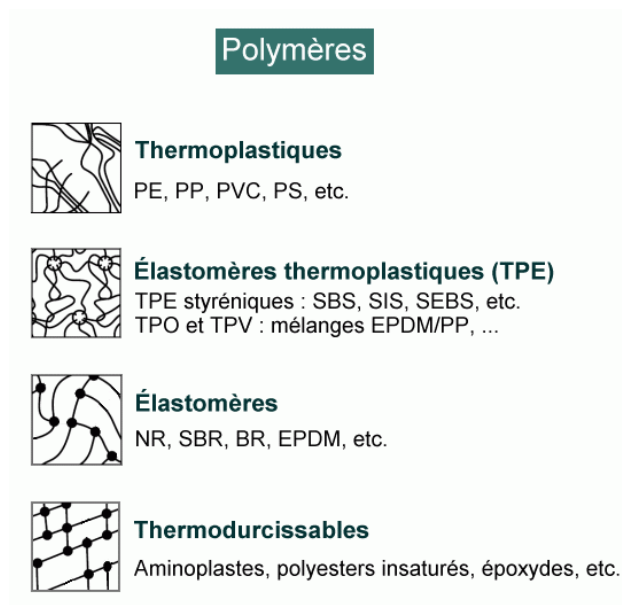 Polymères
Thermoplastiques
PE, PP, PVC, PS, etc.
Élastomères thermoplastiques (TPE)
TPE styréniques : SBS, SIS, SEBS, etc.
TPO et TPV : mélanges EPDM/PP, ...
Élastomères
NR, SBR, BR, EPDM, etc.
Thermodurcissables
Aminoplastes, polyesters insaturés, époxydes, etc.